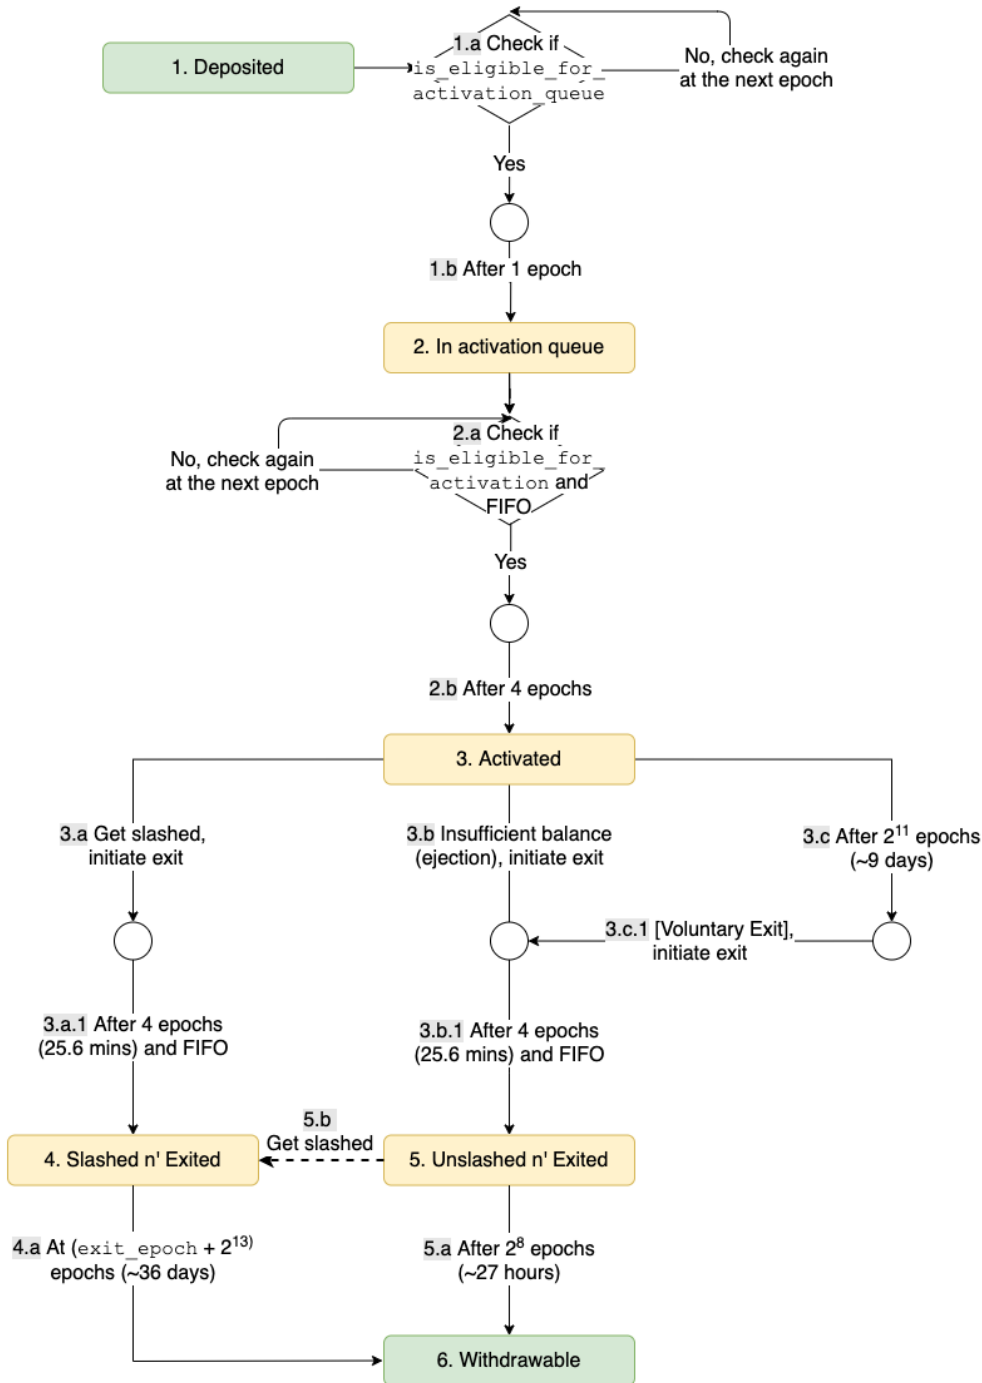 1. Deposited
1.a Check if
is_eligible_for_
activation_queue
No, check again
at the next epoch
Yes
1.b After 1 epoch
2. In activation queue
2.a Check if
is_eligible_for_
activation and
FIFO
No, check again
at the next epoch
Yes
2.b After 4 epochs
3. Activated
3.a Get slashed,
initiate exit
3.b Insufficient balance
(ejection), initiate exit
3.c After 2¹¹ epochs
(~9 days)
3.c.1 [Voluntary Exit],
initiate exit
3.a.1 After 4 epochs
(25.6 mins) and FIFO
3.b.1 After 4 epochs
(25.6 mins) and FIFO
5.b
Get slashed
4. Slashed n' Exited
5. Unslashed n' Exited
4.a At (exit_epoch + 2¹³⁾
epochs (~36 days)
5.a After 2⁸ epochs
(~27 hours)
6. Withdrawable